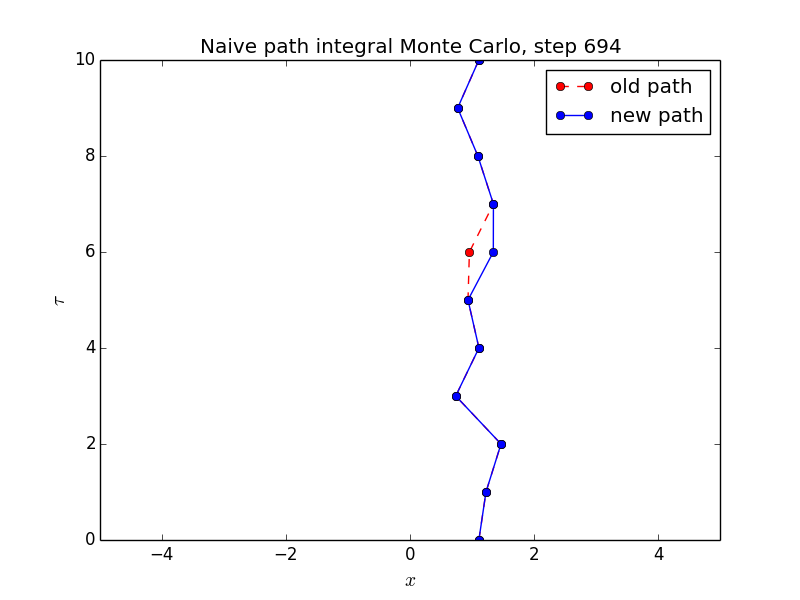 Naive path integral Monte Carlo, step 694
old path
new path
10
8
6
4
2
0
τ
−4 −2 0 2 4
x